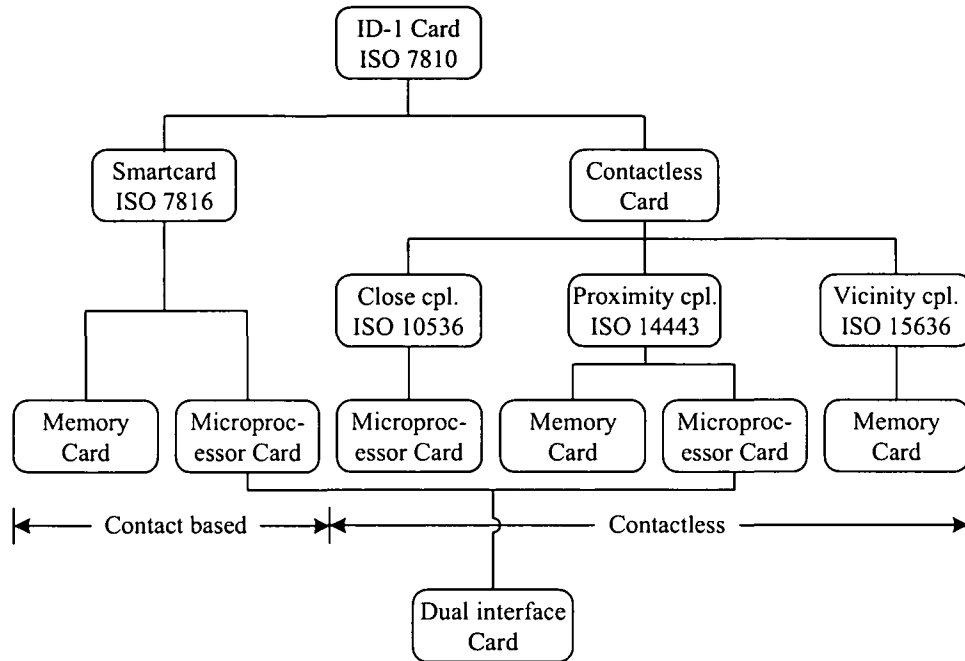 ID-1 Card
ISO 7810
Smartcard
ISO 7816
Contactless
Card
Close cpl.
ISO 10536
Proximity cpl.
ISO 14443
Vicinity cpl.
ISO 15636
Memory
Card
Microproc-
essor Card
Microproc-
essor Card
Memory
Card
Microproc-
essor Card
Memory
Card
Contact based
Contactless
Dual interface
Card